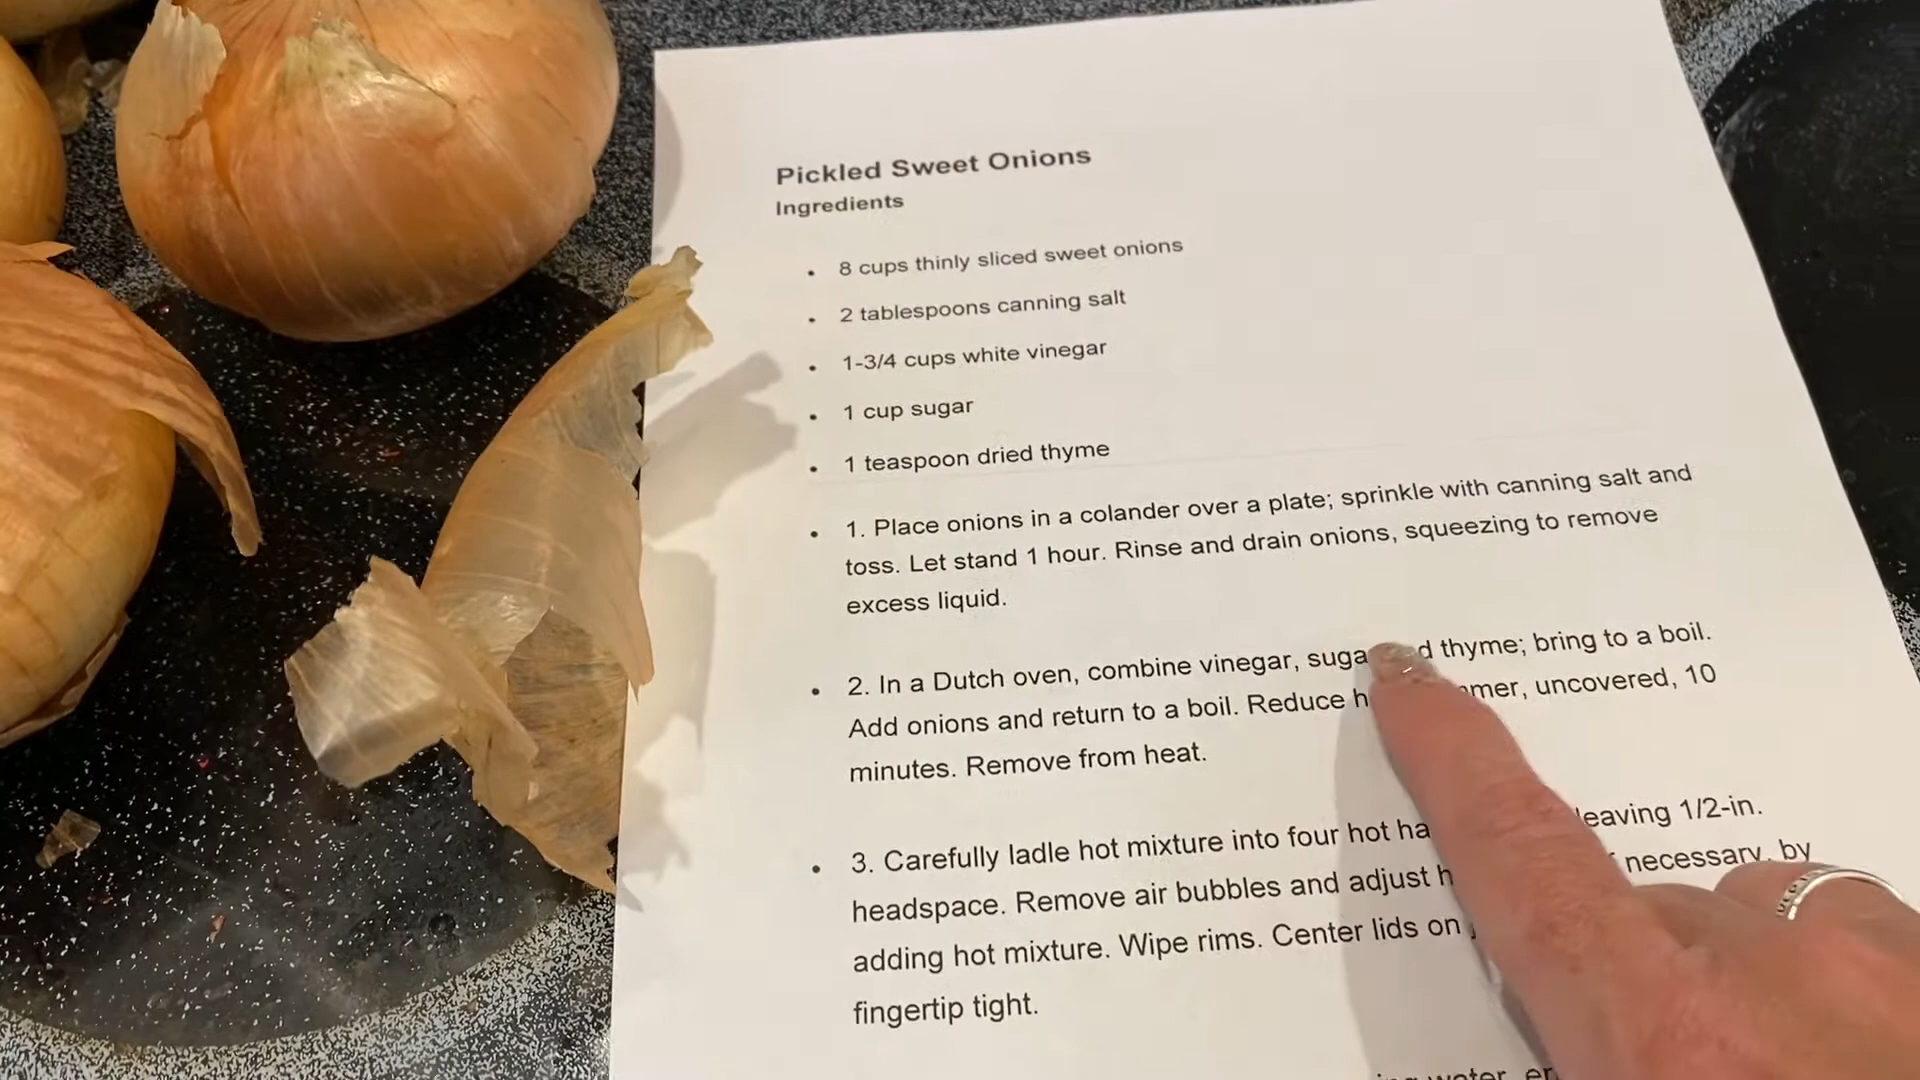 Pickled Sweet Onions
Ingredients
• 8 cups thinly sliced sweet onions
• 2 tablespoons canning salt
• 1-3/4 cups white vinegar
• 1 cup sugar
• 1 teaspoon dried thyme
• 1. Place onions in a colander over a plate; sprinkle with canning salt and
toss. Let stand 1 hour. Rinse and drain onions, squeezing to remove
excess liquid.
• 2. In a Dutch oven, combine vinegar, thyme; bring to a boil.
Add onions and return to a boil. Reduce uncovered, 10
minutes. Remove from heat.
• 3. Carefully ladle hot mixture into four hot leaving 1/2-in.
headspace. Remove air bubbles and adjust necessary, by
adding hot mixture. Wipe rims. Center lids on
fingertip tight.